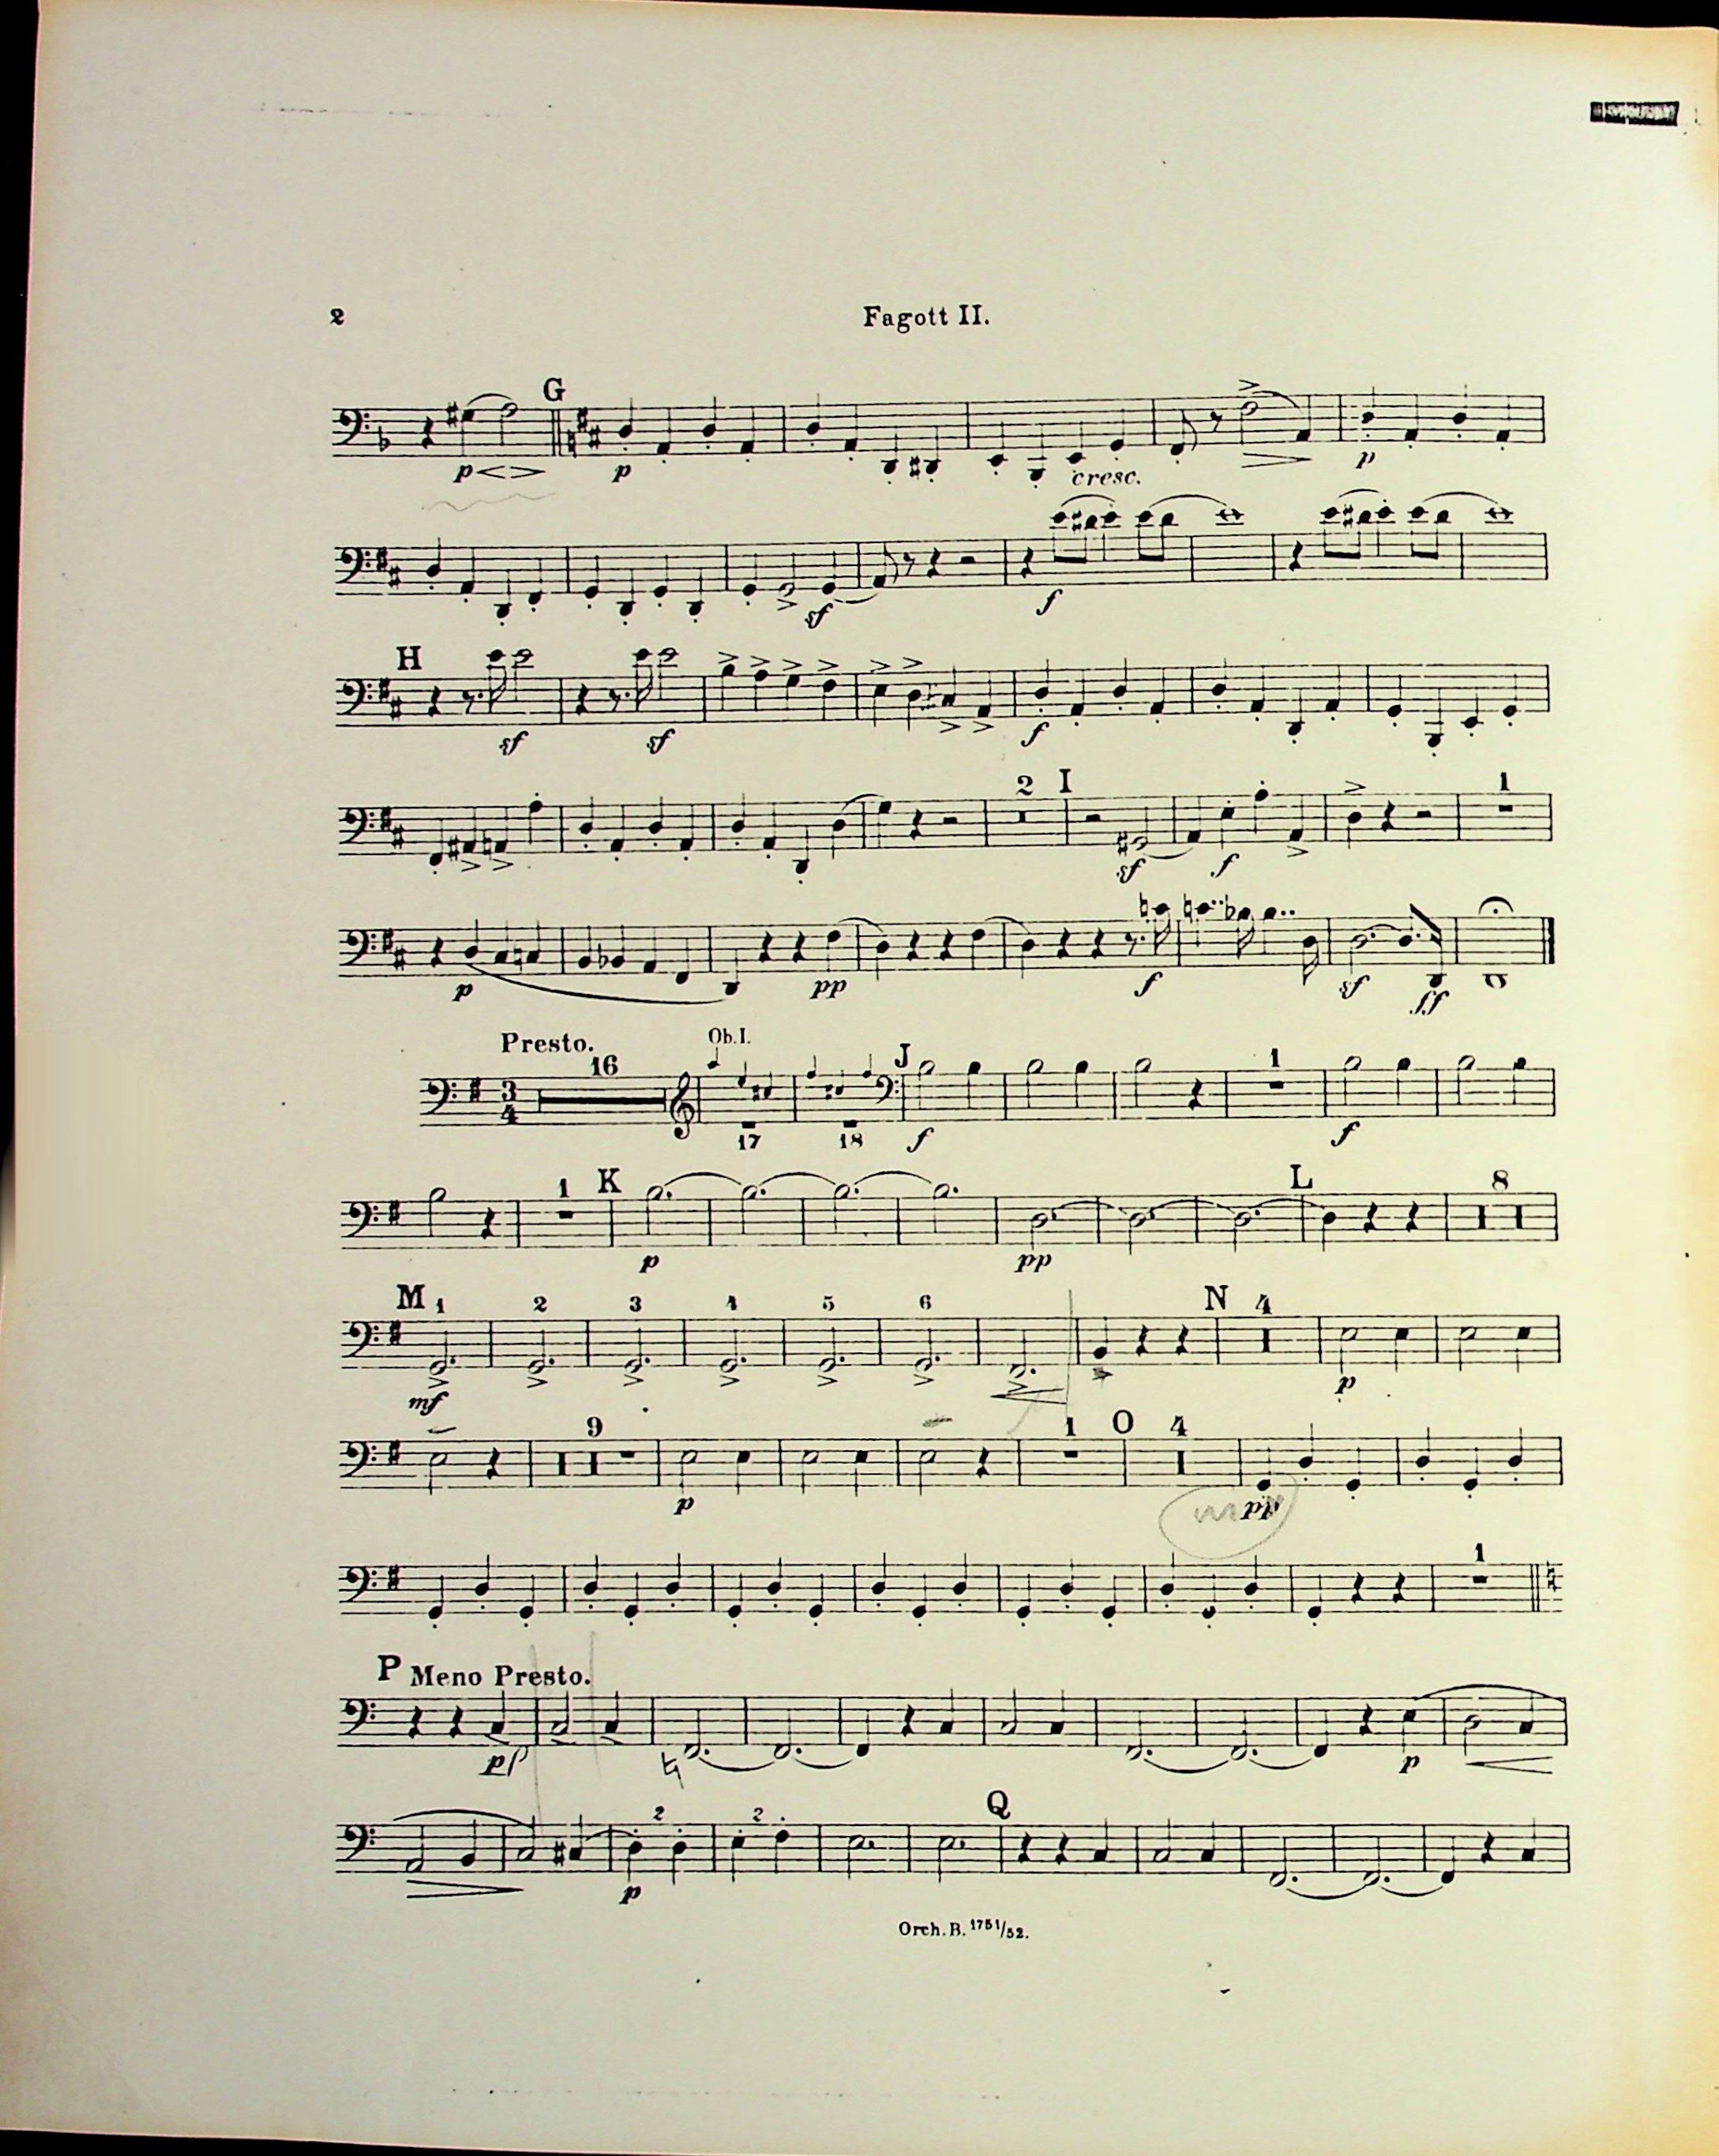 2
Fagott II.
G
p p cresc. p
sf f
H
sf sf f
2 I 1
sf f
p pp f sf ff
Presto.
Ob.I.
16 J 1
3
4
17 18 f f
1 K L 8
p pp
M 1 2 3 4 5 6 N 4
mf p
9 1 O 4
p pp
1
P Meno Presto.
p
2 2 Q
p
Orch. B. 1751/52.